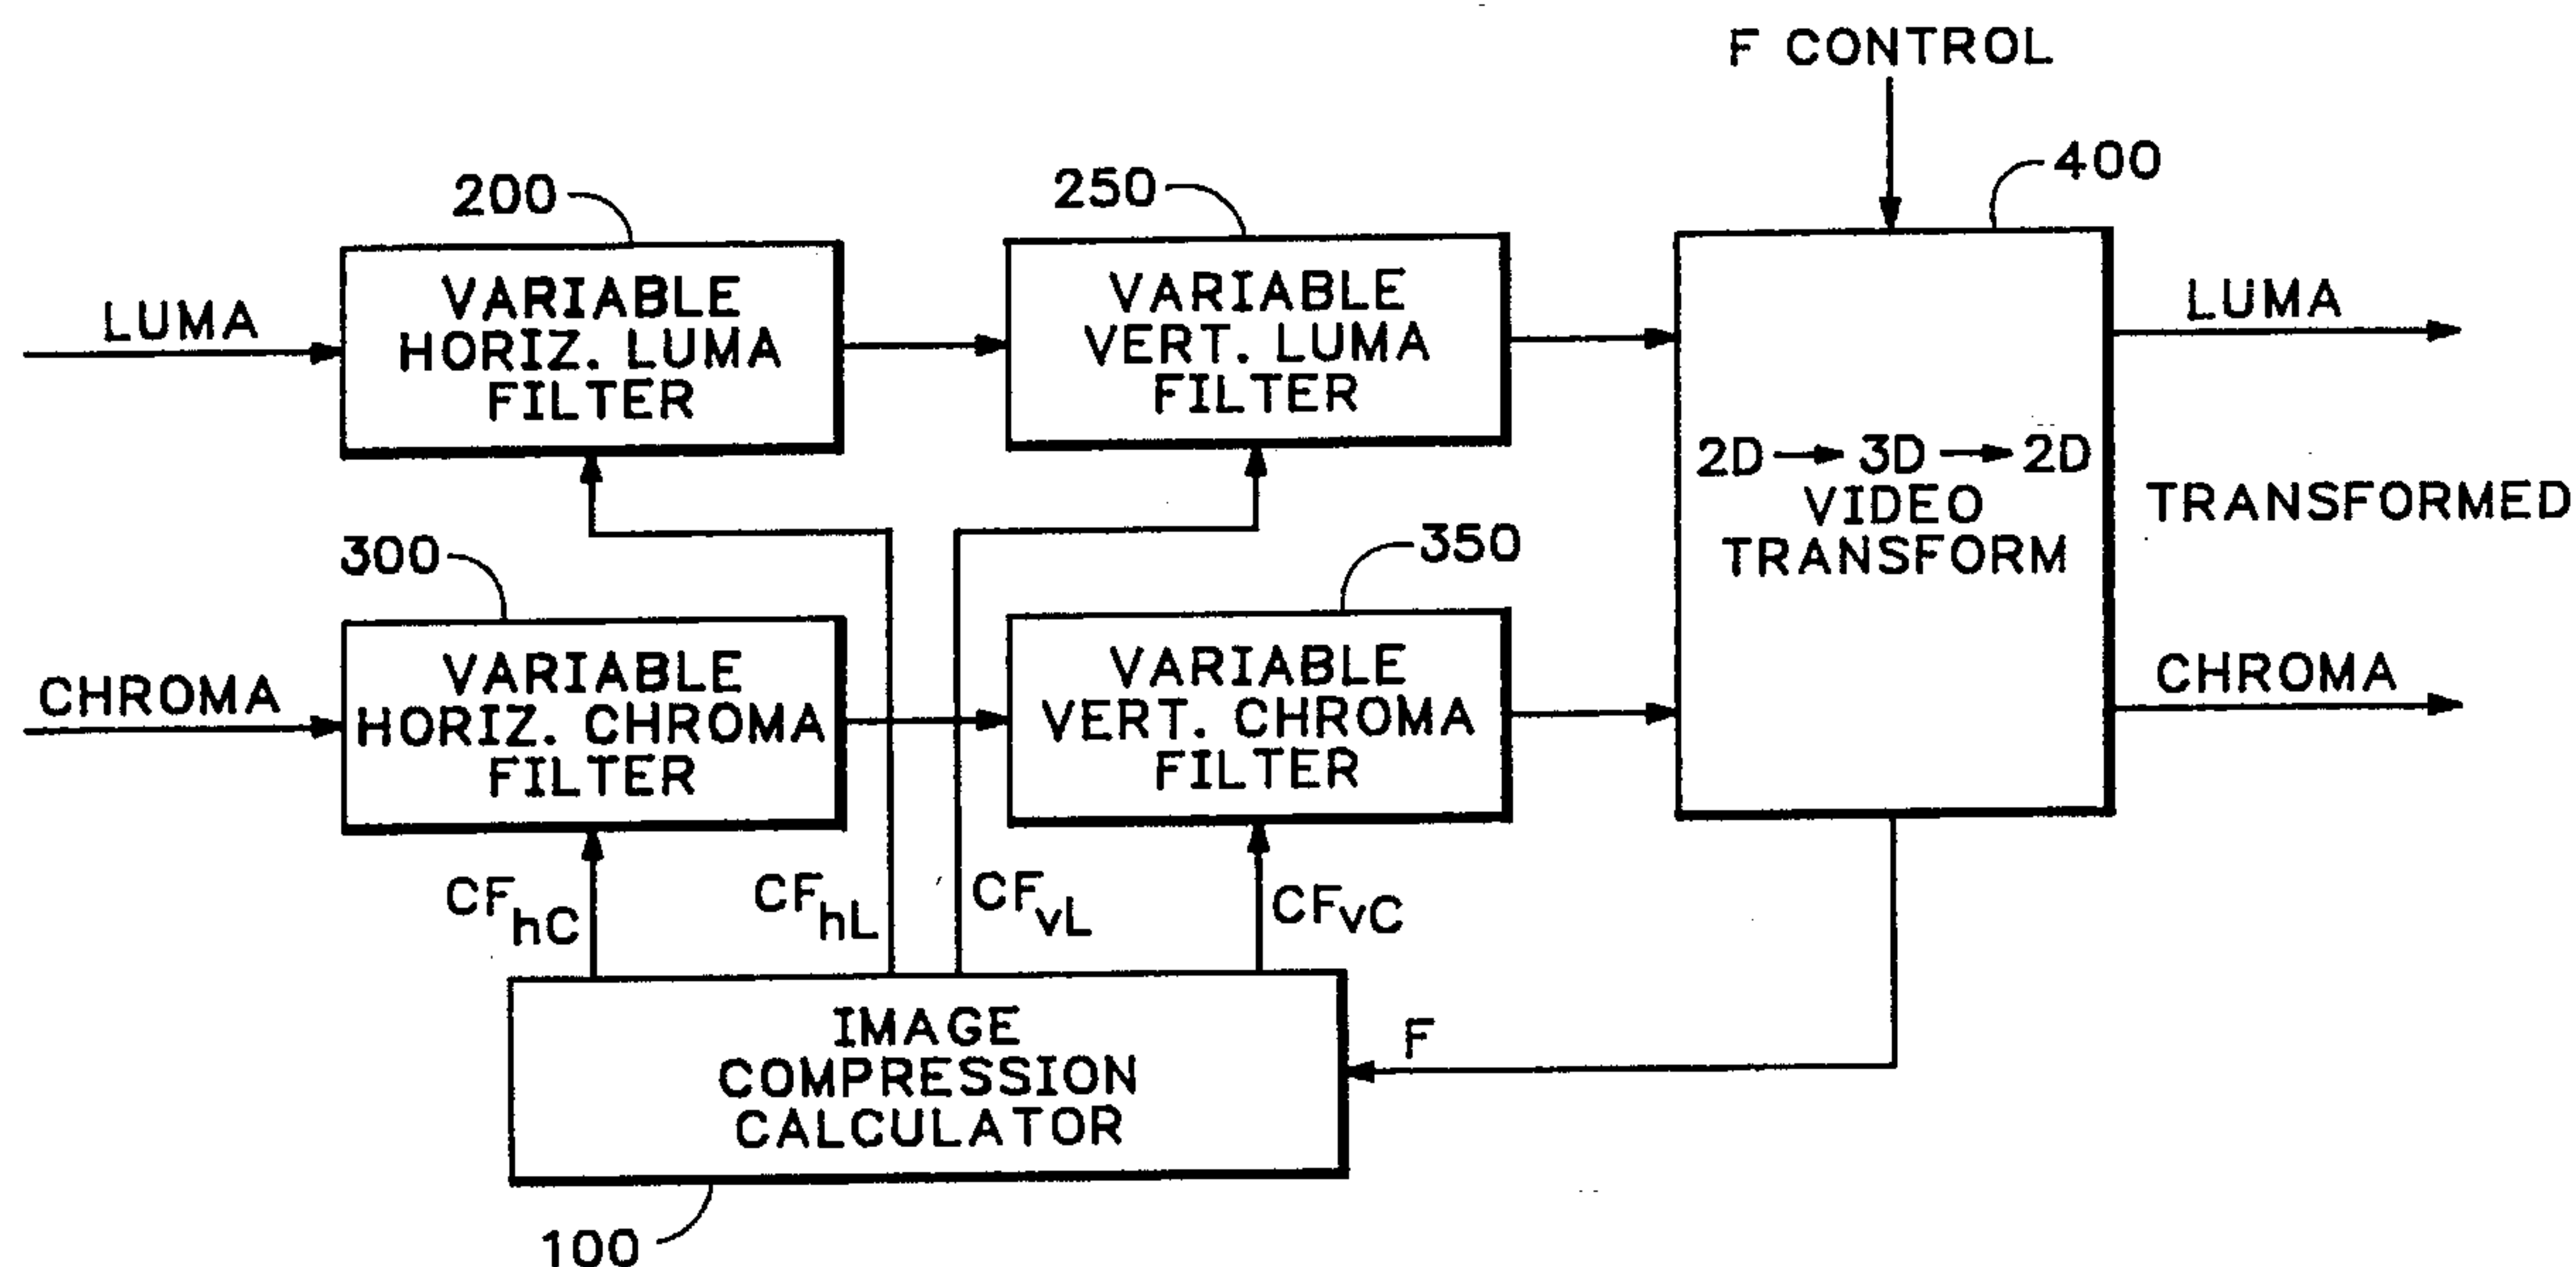 F CONTROL
400
200
250
VARIABLE
HORIZ. LUMA
FILTER
VARIABLE
VERT. LUMA
FILTER
LUMA
LUMA
2D → 3D → 2D
VIDEO
TRANSFORM
TRANSFORMED
300
350
VARIABLE
HORIZ. CHROMA
FILTER
VARIABLE
VERT. CHROMA
FILTER
CHROMA
CHROMA
CFhC
CFhL
CFvL
CFvC
IMAGE
COMPRESSION
CALCULATOR
F
100